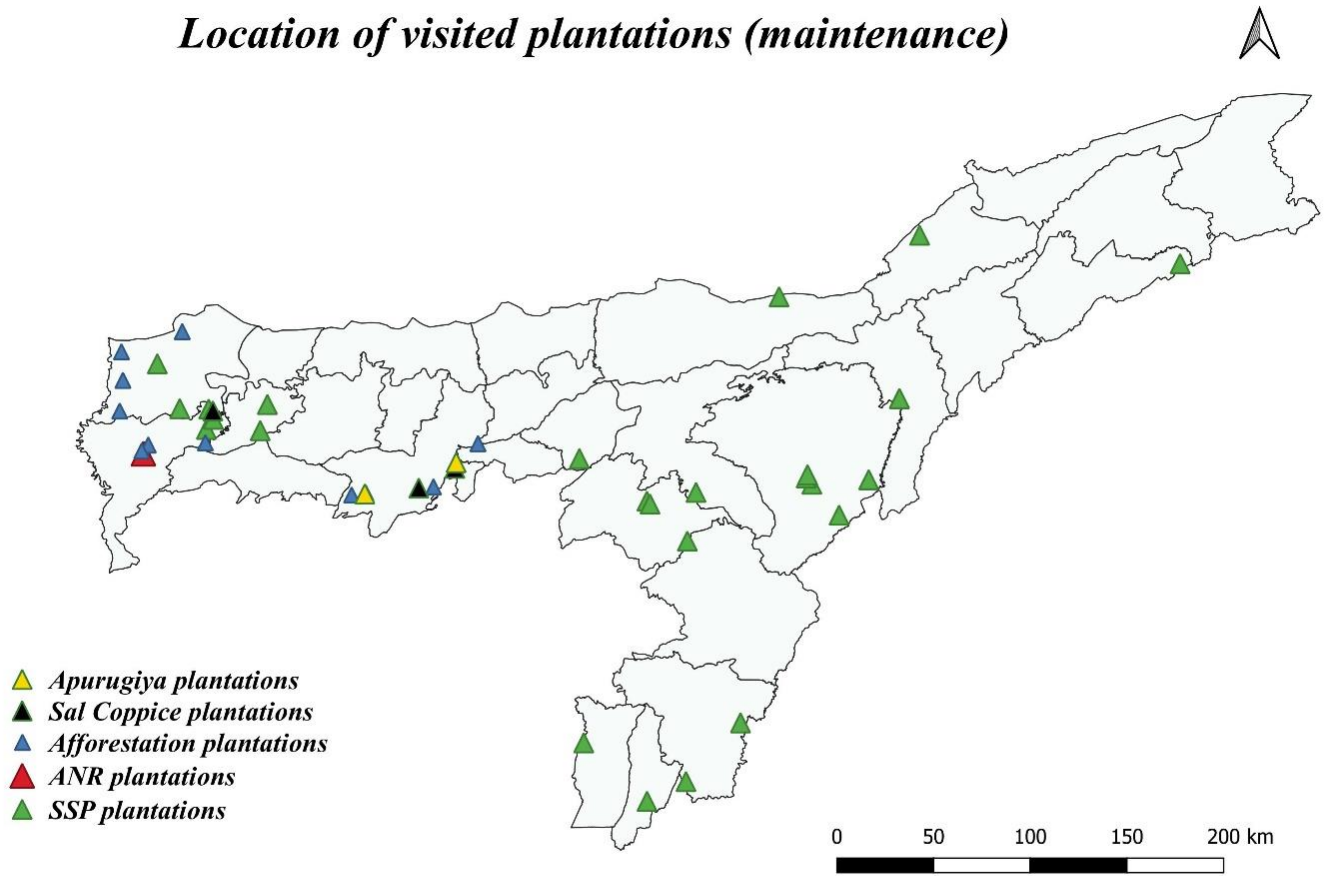 Location of visited plantations (maintenance)
Apurugiya plantations
Sal Coppice plantations
Afforestation plantations
ANR plantations
SSP plantations
0 50 100 150 200 km